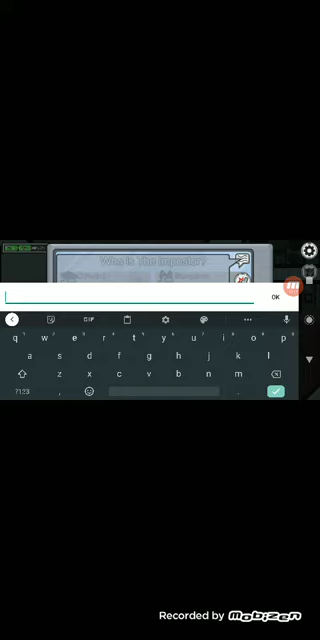 Who Is The Impostor?
OK
GIF
q w e r t y u i o p
a s d f g h j k l
z x c v b n m
?123 , .
Recorded by mobizen